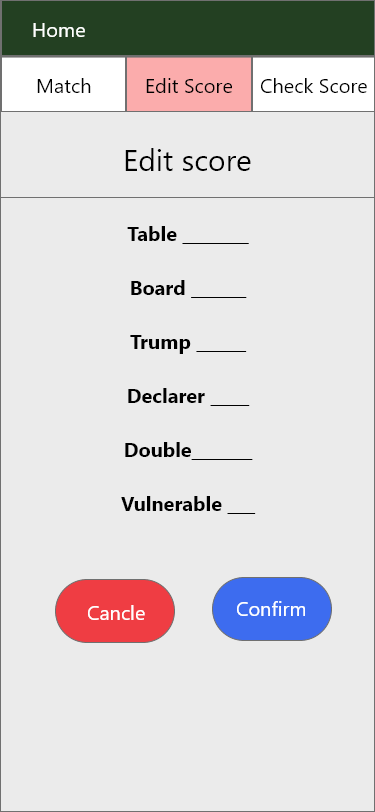 Home
Match Edit Score Check Score
Edit score
Table _______
Board ______
Trump _____
Declarer ____
Double______
Vulnerable ___
Cancle Confirm